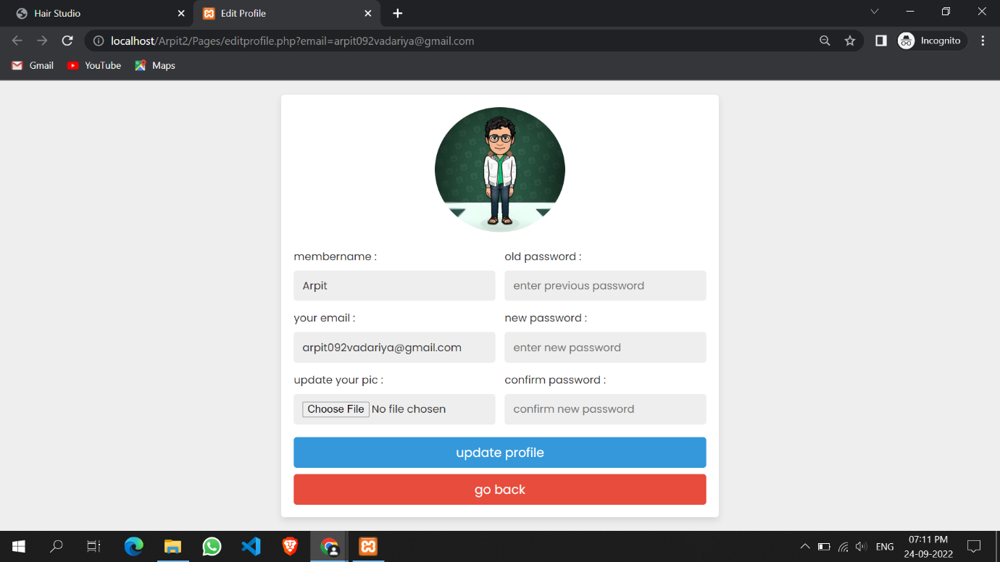 Hair Studio
Edit Profile
localhost/Arpit2/Pages/editprofile.php?email=arpit092vadariya@gmail.com
Incognito
Gmail
YouTube
Maps
membername :
old password :
Arpit
enter previous password
your email :
new password :
arpit092vadariya@gmail.com
enter new password
update your pic :
confirm password :
Choose File No file chosen
confirm new password
update profile
go back
ENG
07:11 PM
24-09-2022